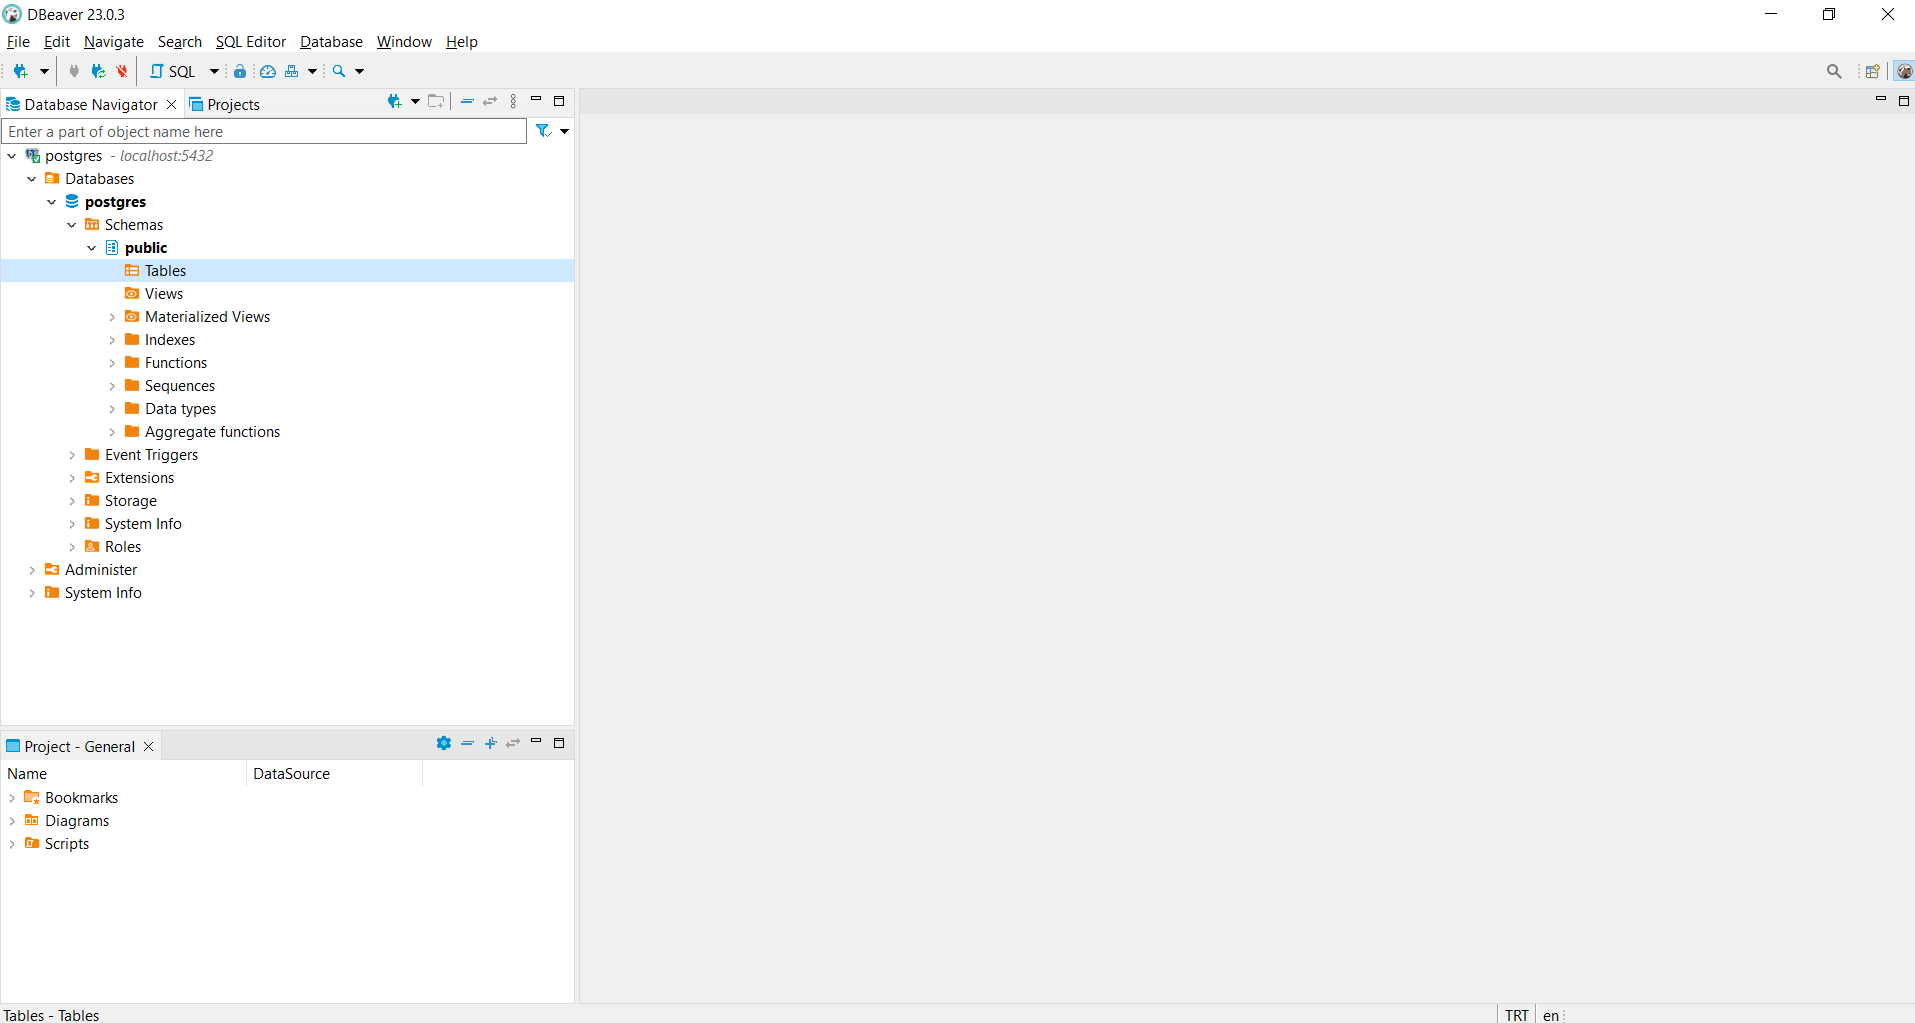 DBeaver 23.0.3
File Edit Navigate Search SQL Editor Database Window Help
SQL
Database Navigator Projects
Enter a part of object name here
postgres - localhost:5432
Databases
postgres
Schemas
public
Tables
Views
Materialized Views
Indexes
Functions
Sequences
Data types
Aggregate functions
Event Triggers
Extensions
Storage
System Info
Roles
Administer
System Info
Project - General
Name DataSource
Bookmarks
Diagrams
Scripts
Tables - Tables TRT en